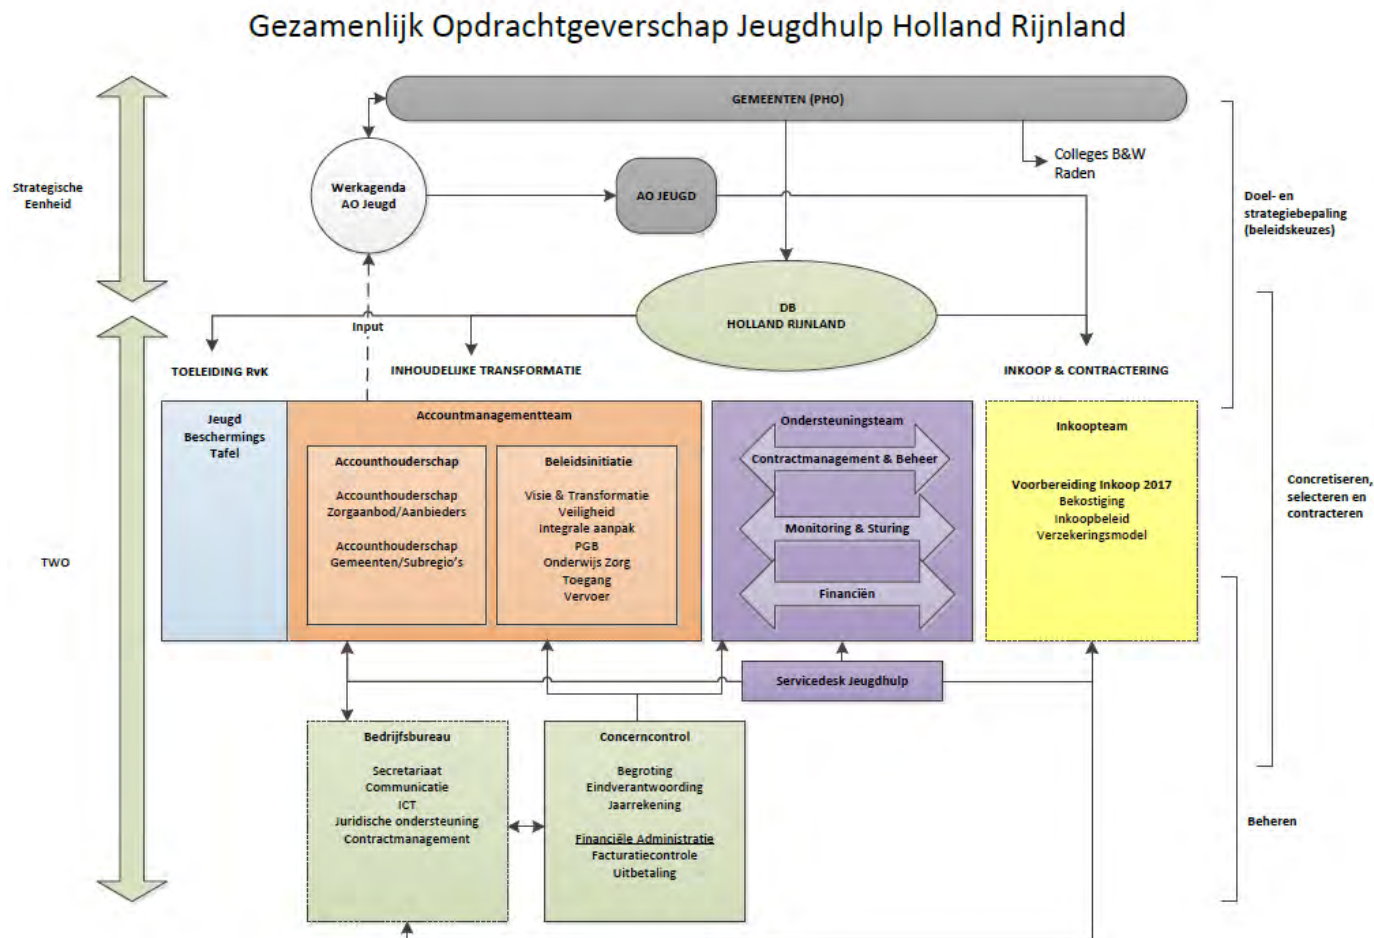 Gezamenlijk Opdrachtgeverschap Jeugdhulp Holland Rijnland
GEMEENTEN (PHO)
Colleges B&W
Raden
Strategische
Eenheid
Werkagenda
AO Jeugd
AO JEUGD
Doel- en
strategiebepaling
(beleidskeuzes)
DB
HOLLAND RIJNLAND
Input
TOELEIDING RvK
INHOUDELIJKE TRANSFORMATIE
INKOOP & CONTRACTERING
Jeugd
Beschermings
Tafel
Accountmanagementteam
Accounthouderschap
Accounthouderschap
Zorgaanbod/Aanbieders
Accounthouderschap
Gemeenten/Subregio's
Beleidsinitiatie
Visie & Transformatie
Veiligheid
Integrale aanpak
PGB
Onderwijs Zorg
Toegang
Vervoer
Ondersteuningsteam
Contractmanagement & Beheer
Monitoring & Sturing
Financiën
Inkoopteam
Voorbereiding Inkoop 2017
Bekostiging
Inkoopbeleid
Verzekeringsmodel
Concretiseren,
selecteren en
contracteren
TWO
Servicedesk Jeugdhulp
Bedrijfsbureau
Secretariaat
Communicatie
ICT
Juridische ondersteuning
Contractmanagement
Concerncontrol
Begroting
Eindverantwoording
Jaarrekening
Financiële Administratie
Facturatiecontrole
Uitbetaling
Beheren